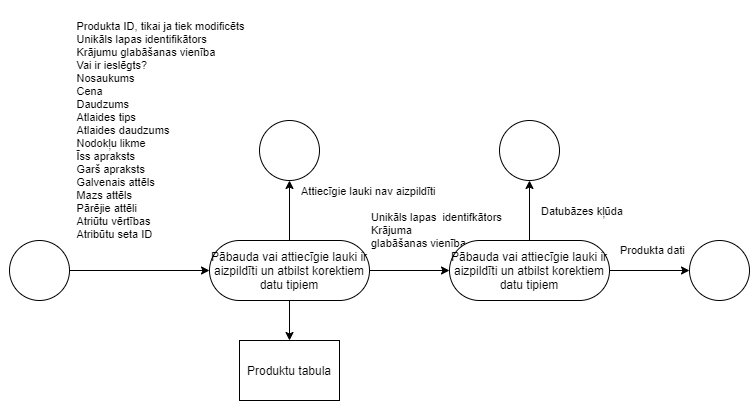 Produkta ID, tikai ja tiek modificēts
Unikāls lapas identifikātors
Krājumu glabāšanas vienība
Vai ir ieslēgts?
Nosaukums
Cena
Daudzums
Atlaides tips
Atlaides daudzums
Nodokļu likme
Īss apraksts
Garš apraksts
Galvenais attēls
Mazs attēls
Pārējie attēli
Atriūtu vērtības
Atribūtu seta ID
Attiecīgie lauki nav aizpildīti
Unikāls lapas identifkātors
Krājuma
glabāšanas vienība
Datubāzes kļūda
Produkta dati
Pābauda vai attiecīgie lauki ir
aizpildīti un atbilst korektiem
datu tipiem
Pābauda vai attiecīgie lauki ir
aizpildīti un atbilst korektiem
datu tipiem
Produktu tabula